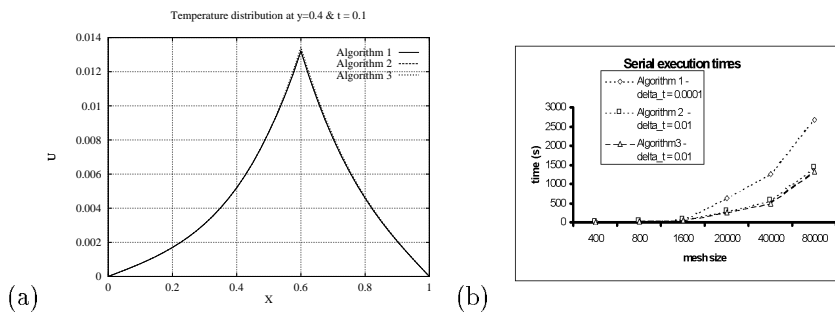 Temperature distribution at y=0.4 & t = 0.1
0.014
0.012
0.01
0.008
0.006
0.004
0.002
0
U
Algorithm 1
Algorithm 2
Algorithm 3
0 0.2 0.4 0.6 0.8 1
X
(a)
Serial execution times
Algorithm 1 -
delta_t = 0.0001
Algorithm 2 -
delta_t = 0.01
Algorithm3 -
delta_t = 0.01
3000
2500
2000
1500
1000
500
0
time (s)
400 800 1600 20000 40000 80000
mesh size
(b)